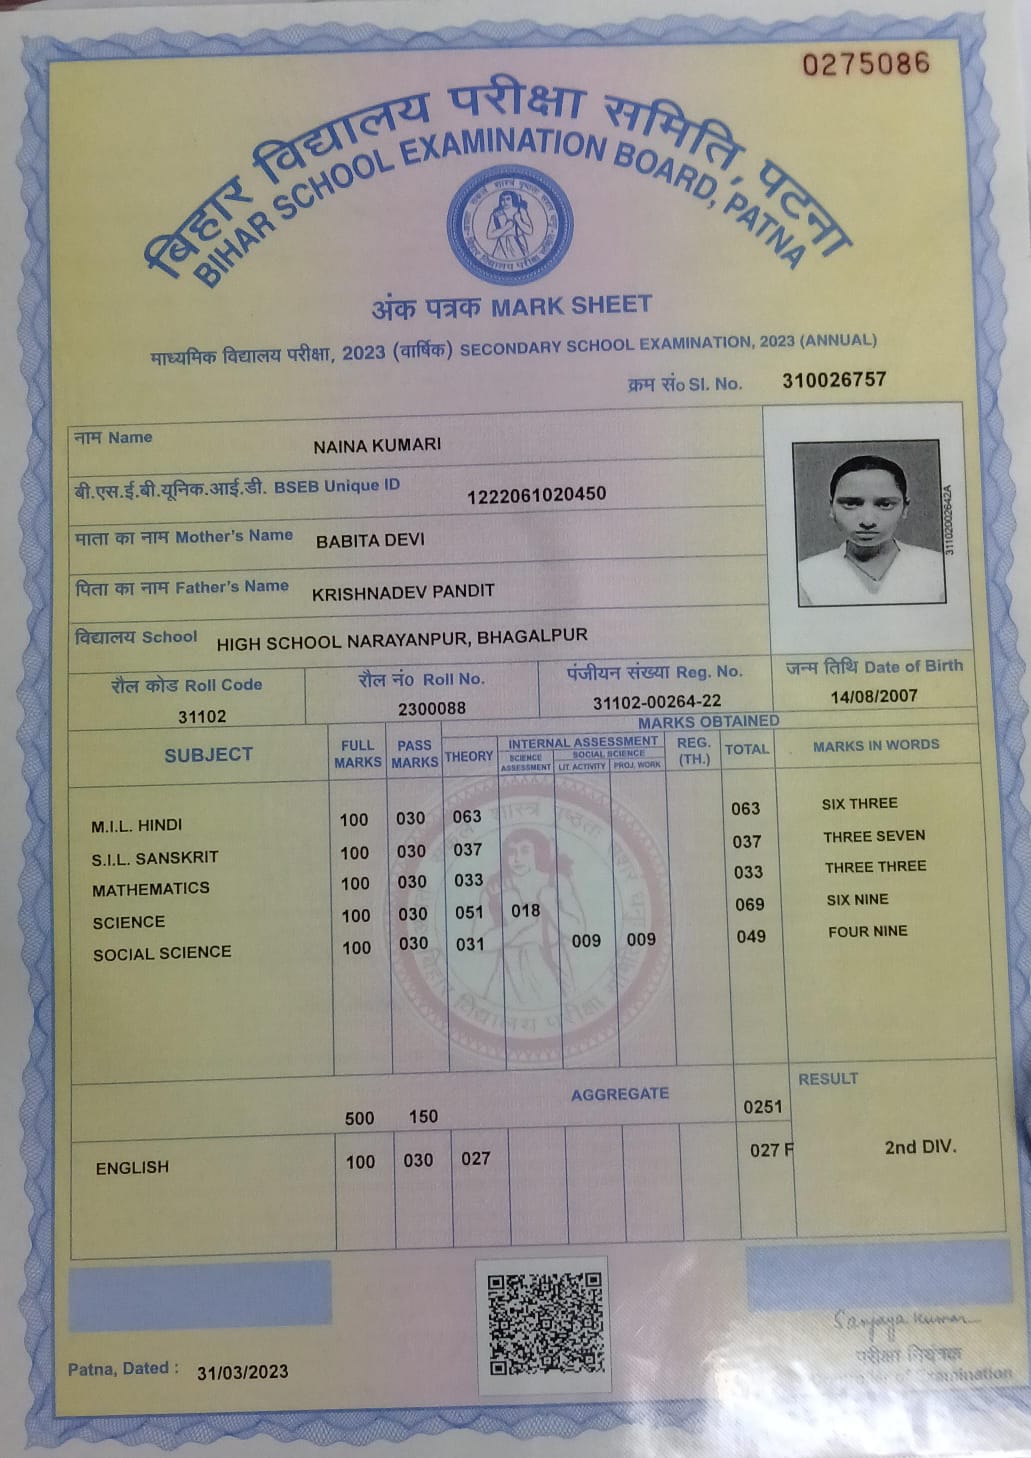 0275086
बिहार विद्यालय परीक्षा समिति, पटना
BIHAR SCHOOL EXAMINATION BOARD, PATNA
अंक पत्रक MARK SHEET
माध्यमिक विद्यालय परीक्षा, 2023 (वार्षिक) SECONDARY SCHOOL EXAMINATION, 2023 (ANNUAL)
क्रम सं० Sl. No. 310026757
नाम Name NAINA KUMARI
बी.एस.ई.बी.यूनिक.आई.डी. BSEB Unique ID 1222061020450
माता का नाम Mother's Name BABITA DEVI
पिता का नाम Father's Name KRISHNADEV PANDIT
विद्यालय School HIGH SCHOOL NARAYANPUR, BHAGALPUR
311020002642A
रौल कोड Roll Code रौल नं० Roll No. पंजीयन संख्या Reg. No. जन्म तिथि Date of Birth
31102 2300088 31102-00264-22 14/08/2007
SUBJECT FULL MARKS PASS MARKS MARKS OBTAINED
THEORY INTERNAL ASSESSMENT REG. (TH.) TOTAL MARKS IN WORDS
SCIENCE ASSESSMENT SOCIAL SCIENCE LIT. ACTIVITY PROJ. WORK
M.I.L. HINDI 100 030 063 063 SIX THREE
S.I.L. SANSKRIT 100 030 037 037 THREE SEVEN
MATHEMATICS 100 030 033 033 THREE THREE
SCIENCE 100 030 051 018 069 SIX NINE
SOCIAL SCIENCE 100 030 031 009 009 049 FOUR NINE
500 150 AGGREGATE 0251 RESULT
ENGLISH 100 030 027 027 F 2nd DIV.
Sanjaya Kumar
परीक्षा नियंत्रक
Controller of Examination
Patna, Dated : 31/03/2023